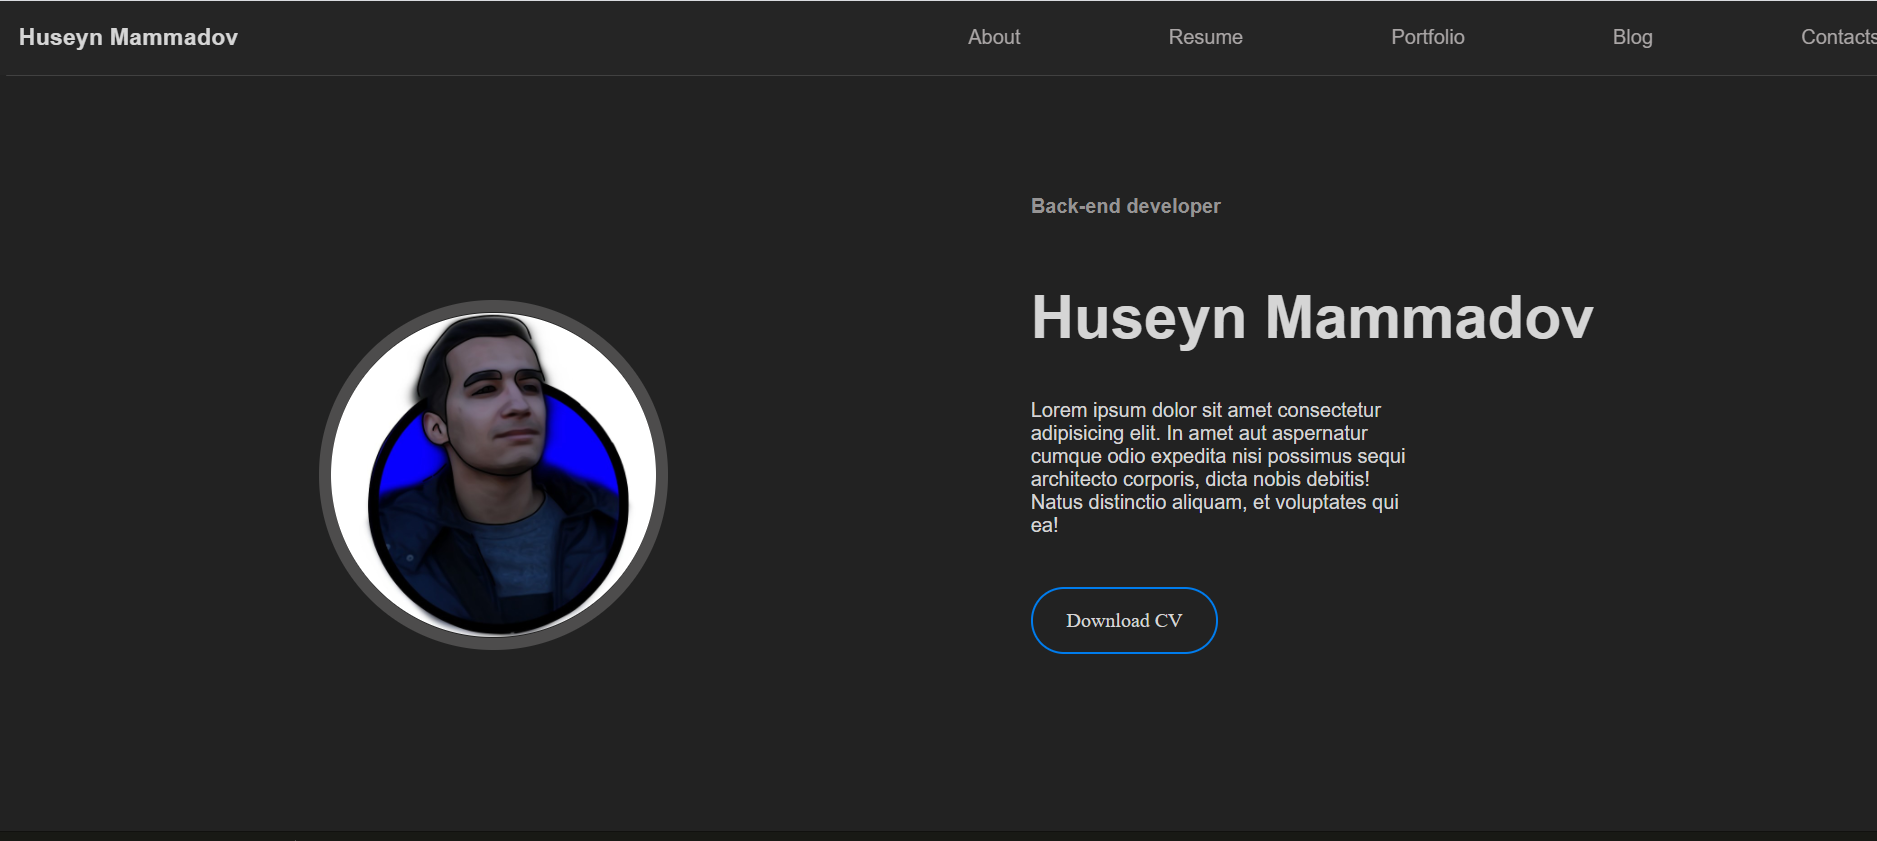 Huseyn Mammadov
About
Resume
Portfolio
Blog
Contacts
Back-end developer
Huseyn Mammadov
Lorem ipsum dolor sit amet consectetur
adipisicing elit. In amet aut aspernatur
cumque odio expedita nisi possimus sequi
architecto corporis, dicta nobis debitis!
Natus distinctio aliquam, et voluptates qui
ea!
Download CV